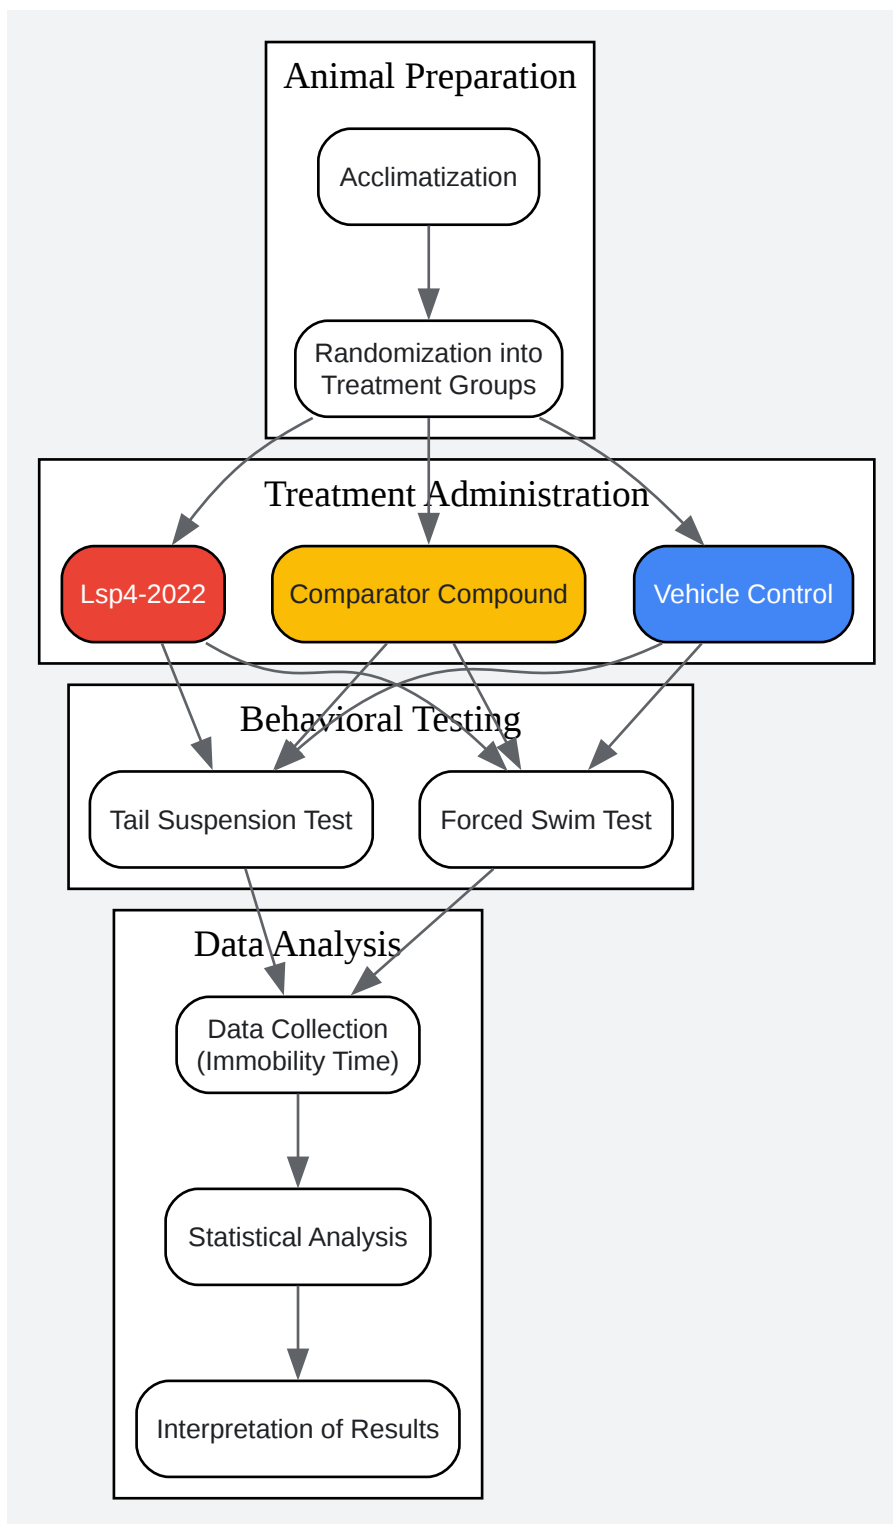 Animal Preparation
Acclimatization
Randomization into
Treatment Groups
Treatment Administration
Lsp4-2022
Comparator Compound
Vehicle Control
Behavioral Testing
Tail Suspension Test
Forced Swim Test
Data Analysis
Data Collection
(Immobility Time)
Statistical Analysis
Interpretation of Results